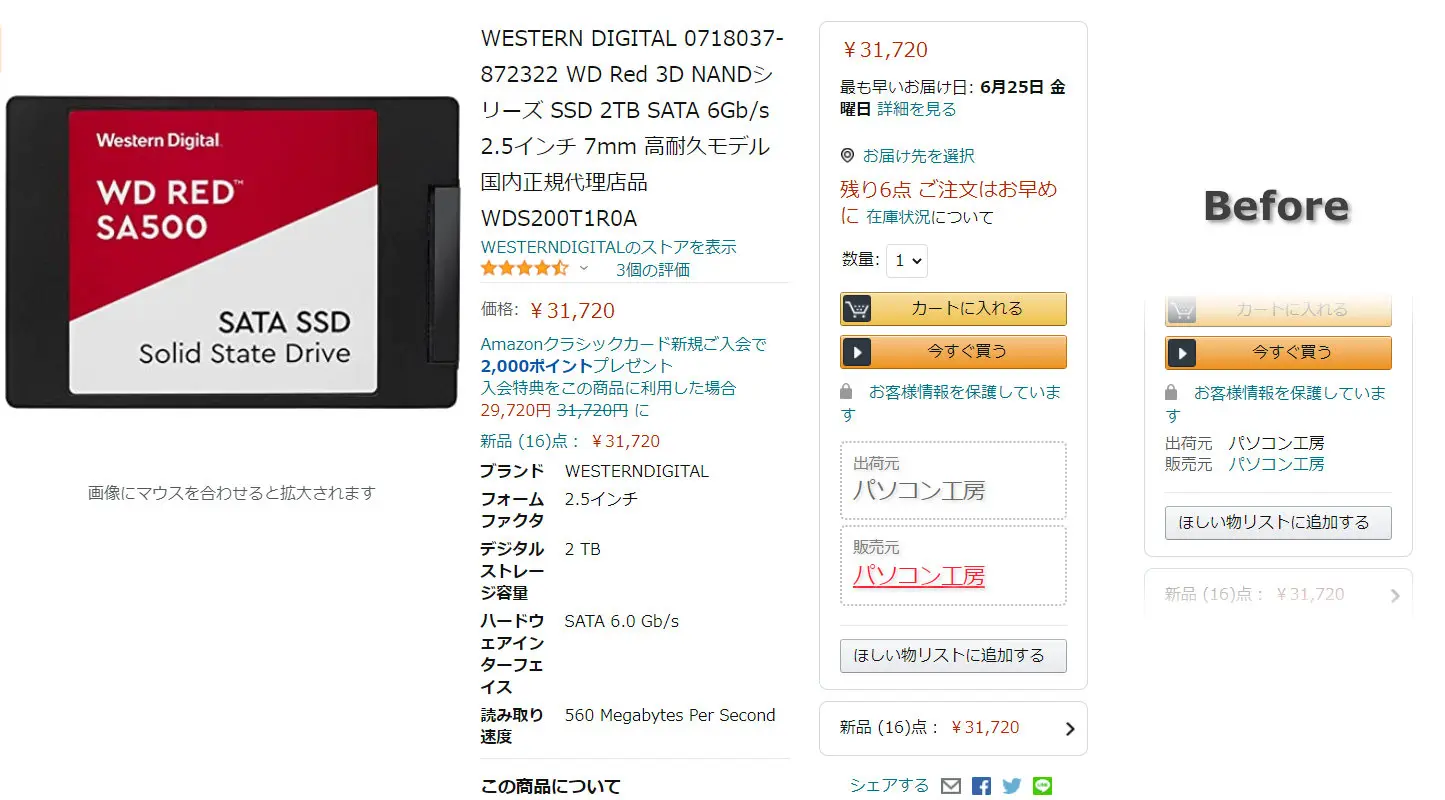 Western Digital
WD RED™
SA500
SATA SSD
Solid State Drive
画像にマウスを合わせると拡大されます
WESTERN DIGITAL 0718037-
872322 WD Red 3D NANDシ
リーズ SSD 2TB SATA 6Gb/s
2.5インチ 7mm 高耐久モデル
国内正規代理店品
WDS200T1R0A
WESTERNDIGITALのストアを表示
3個の評価
価格: ￥31,720
Amazonクラシックカード新規ご入会で
2,000ポイントプレゼント
入会特典をこの商品に利用した場合
29,720円 31,720円 に
新品 (16)点: ￥31,720
ブランド WESTERNDIGITAL
フォーム 2.5インチ
ファクタ
デジタル 2 TB
ストレー
ジ容量
ハードウ SATA 6.0 Gb/s
ェアイン
ターフェ
イス
読み取り 560 Megabytes Per Second
速度
この商品について
￥31,720
最も早いお届け日: 6月25日 金
曜日 詳細を見る
お届け先を選択
残り6点 ご注文はお早め
に 在庫状況について
数量: 1
カートに入れる
今すぐ買う
お客様情報を保護していま
す
出荷元
パソコン工房
販売元
パソコン工房
ほしい物リストに追加する
新品 (16)点: ￥31,720
シェアする
LINE
Before
カートに入れる
今すぐ買う
お客様情報を保護していま
す
出荷元 パソコン工房
販売元 パソコン工房
ほしい物リストに追加する
新品 (16)点: ￥31,720